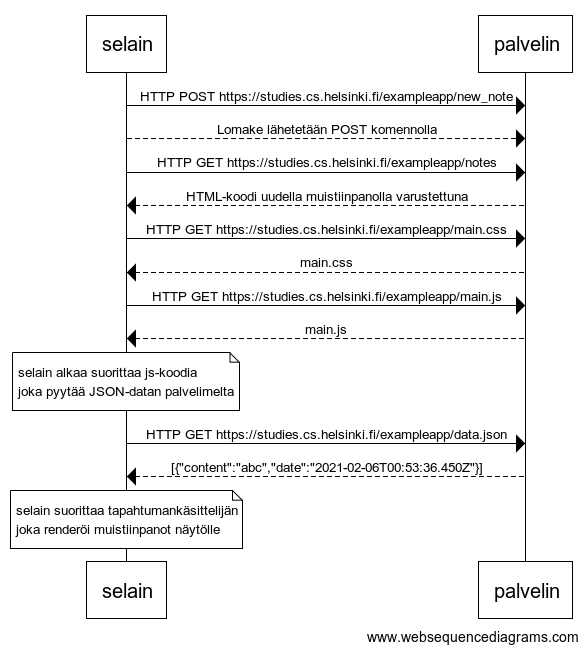 selain
palvelin
HTTP POST https://studies.cs.helsinki.fi/exampleapp/new_note
Lomake lähetetään POST komennolla
HTTP GET https://studies.cs.helsinki.fi/exampleapp/notes
HTML-koodi uudella muistiinpanolla varustettuna
HTTP GET https://studies.cs.helsinki.fi/exampleapp/main.css
main.css
HTTP GET https://studies.cs.helsinki.fi/exampleapp/main.js
main.js
selain alkaa suorittaa js-koodia
joka pyytää JSON-datan palvelimelta
HTTP GET https://studies.cs.helsinki.fi/exampleapp/data.json
[{"content":"abc","date":"2021-02-06T00:53:36.450Z"}]
selain suorittaa tapahtumankäsittelijän
joka renderöi muistiinpanot näytölle
selain
palvelin
www.websequencediagrams.com